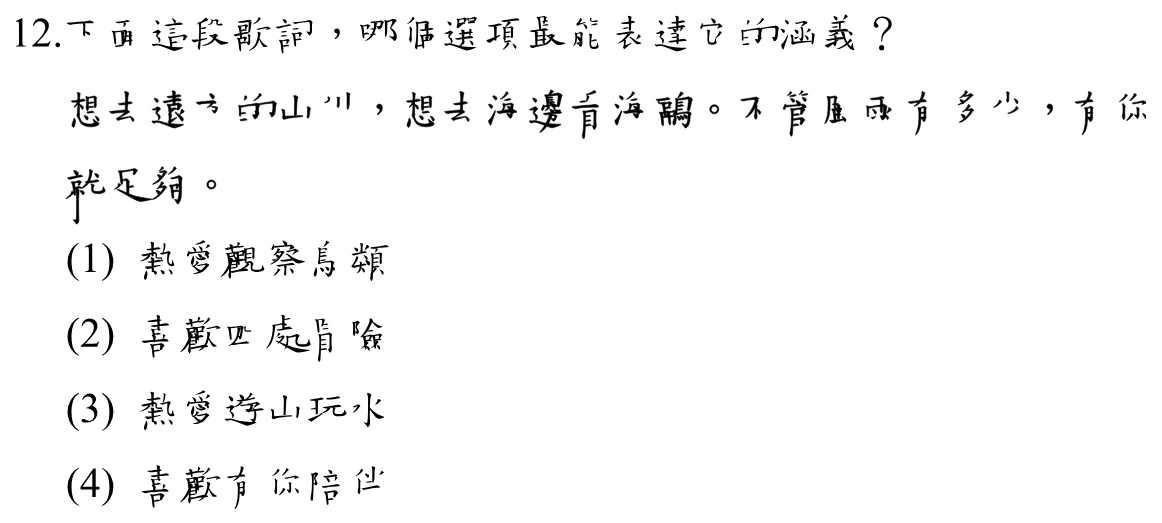 12.下面這段歌詞，哪個選項最能表達它的涵義？
想去遠方的山川，想去海邊看海鷗。不管風雨有多少，有你
就足夠。
(1) 熱愛觀察鳥類
(2) 喜歡四處冒險
(3) 熱愛遊山玩水
(4) 喜歡有你陪伴